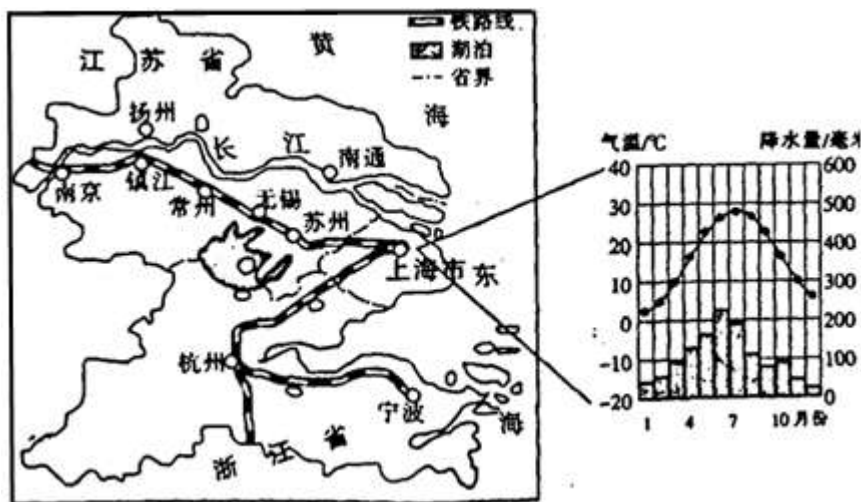 铁路线
湖泊
省界
江苏省
黄
海
扬州
长江
南通
南京
镇江
常州
无锡
苏州
上海市
东
海
杭州
宁波
浙江省
气温/℃
降水量/毫米
40
30
20
10
0
-10
-20
600
500
400
300
200
100
0
1 4 7 10月份